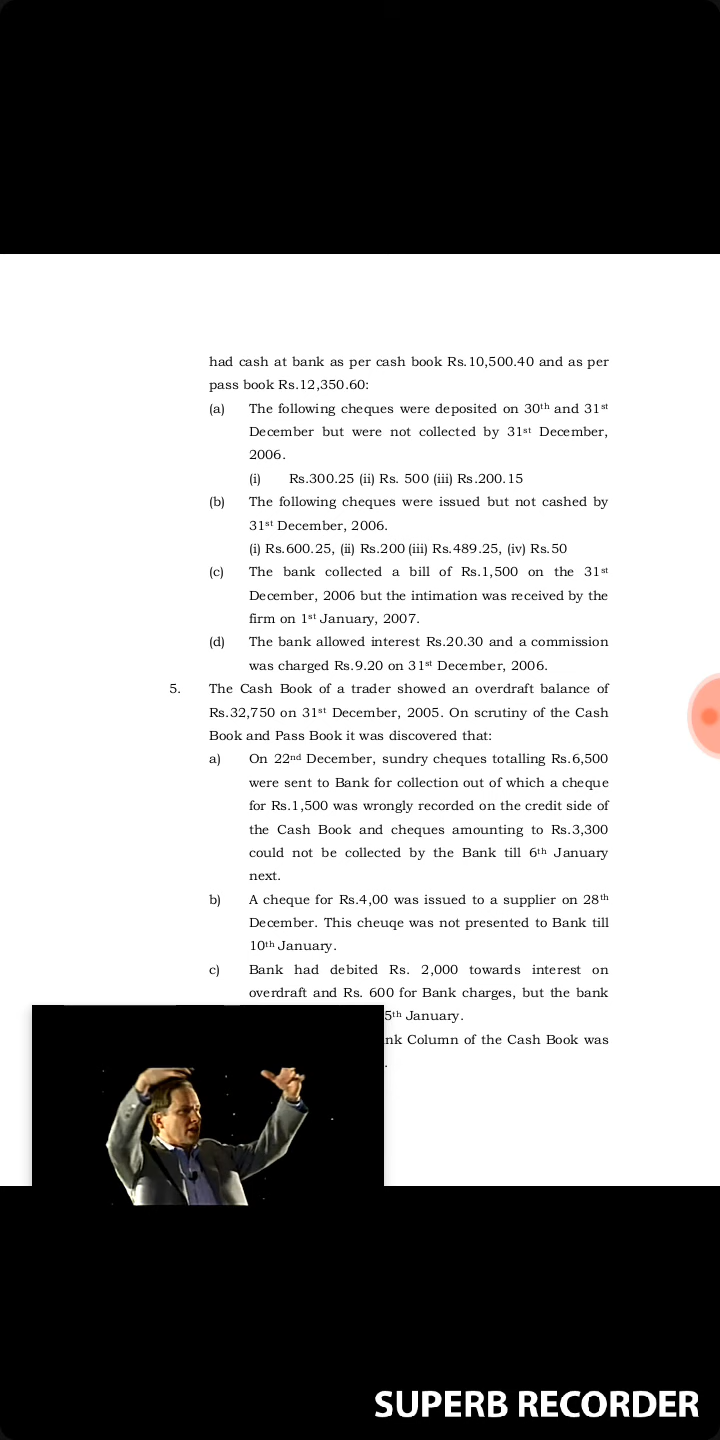 had cash at bank as per cash book Rs.10,500.40 and as per
pass book Rs.12,350.60:
(a) The following cheques were deposited on 30th and 31st
December but were not collected by 31st December,
2006.
(i) Rs.300.25 (ii) Rs. 500 (iii) Rs.200.15
(b) The following cheques were issued but not cashed by
31st December, 2006.
(i) Rs.600.25, (ii) Rs.200 (iii) Rs.489.25, (iv) Rs.50
(c) The bank collected a bill of Rs.1,500 on the 31st
December, 2006 but the intimation was received by the
firm on 1st January, 2007.
(d) The bank allowed interest Rs.20.30 and a commission
was charged Rs.9.20 on 31st December, 2006.
5. The Cash Book of a trader showed an overdraft balance of
Rs.32,750 on 31st December, 2005. On scrutiny of the Cash
Book and Pass Book it was discovered that:
a) On 22nd December, sundry cheques totalling Rs.6,500
were sent to Bank for collection out of which a cheque
for Rs.1,500 was wrongly recorded on the credit side of
the Cash Book and cheques amounting to Rs.3,300
could not be collected by the Bank till 6th January
next.
b) A cheque for Rs.4,00 was issued to a supplier on 28th
December. This cheuqe was not presented to Bank till
10th January.
c) Bank had debited Rs. 2,000 towards interest on
overdraft and Rs. 600 for Bank charges, but the bank
5th January.
nk Column of the Cash Book was
.
SUPERB RECORDER